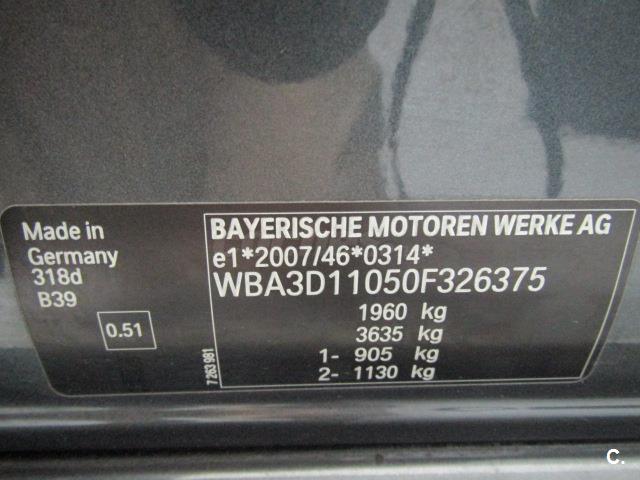 Made in
Germany
318d
B39
0.51
7 263 981
BAYERISCHE MOTOREN WERKE AG
e1*2007/46*0314*
WBA3D11050F326375
1960 kg
3635 kg
1- 905 kg
2- 1130 kg
C.